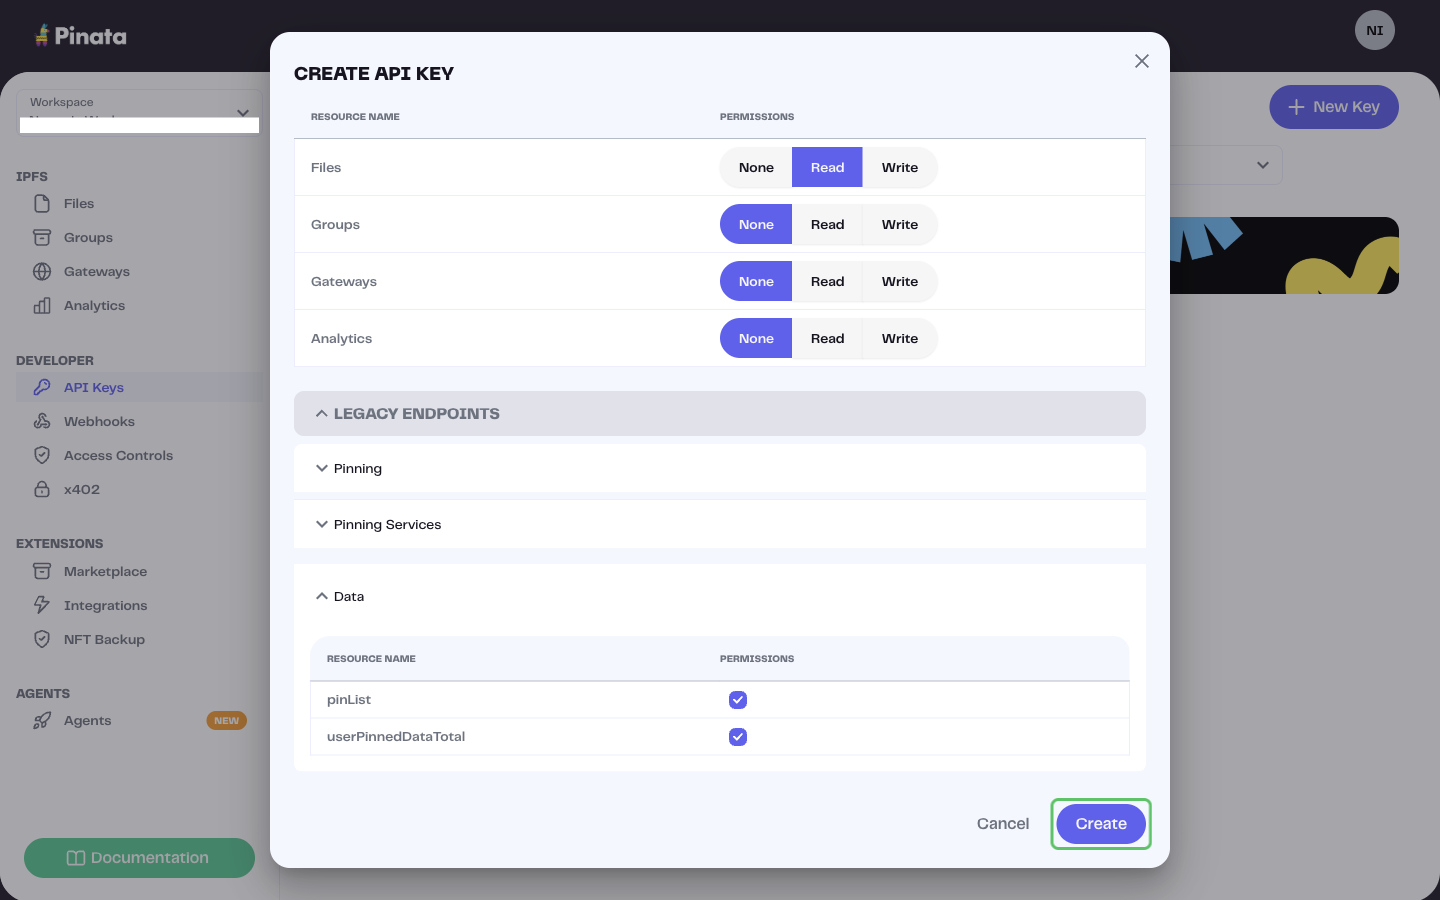 Pinata
NI
Workspace
New Key
IPFS
Files
Groups
Gateways
Analytics
DEVELOPER
API Keys
Webhooks
Access Controls
x402
EXTENSIONS
Marketplace
Integrations
NFT Backup
AGENTS
Agents NEW
Documentation
CREATE API KEY
RESOURCE NAME PERMISSIONS
Files None Read Write
Groups None Read Write
Gateways None Read Write
Analytics None Read Write
LEGACY ENDPOINTS
Pinning
Pinning Services
Data
RESOURCE NAME PERMISSIONS
pinList
userPinnedDataTotal
Cancel Create